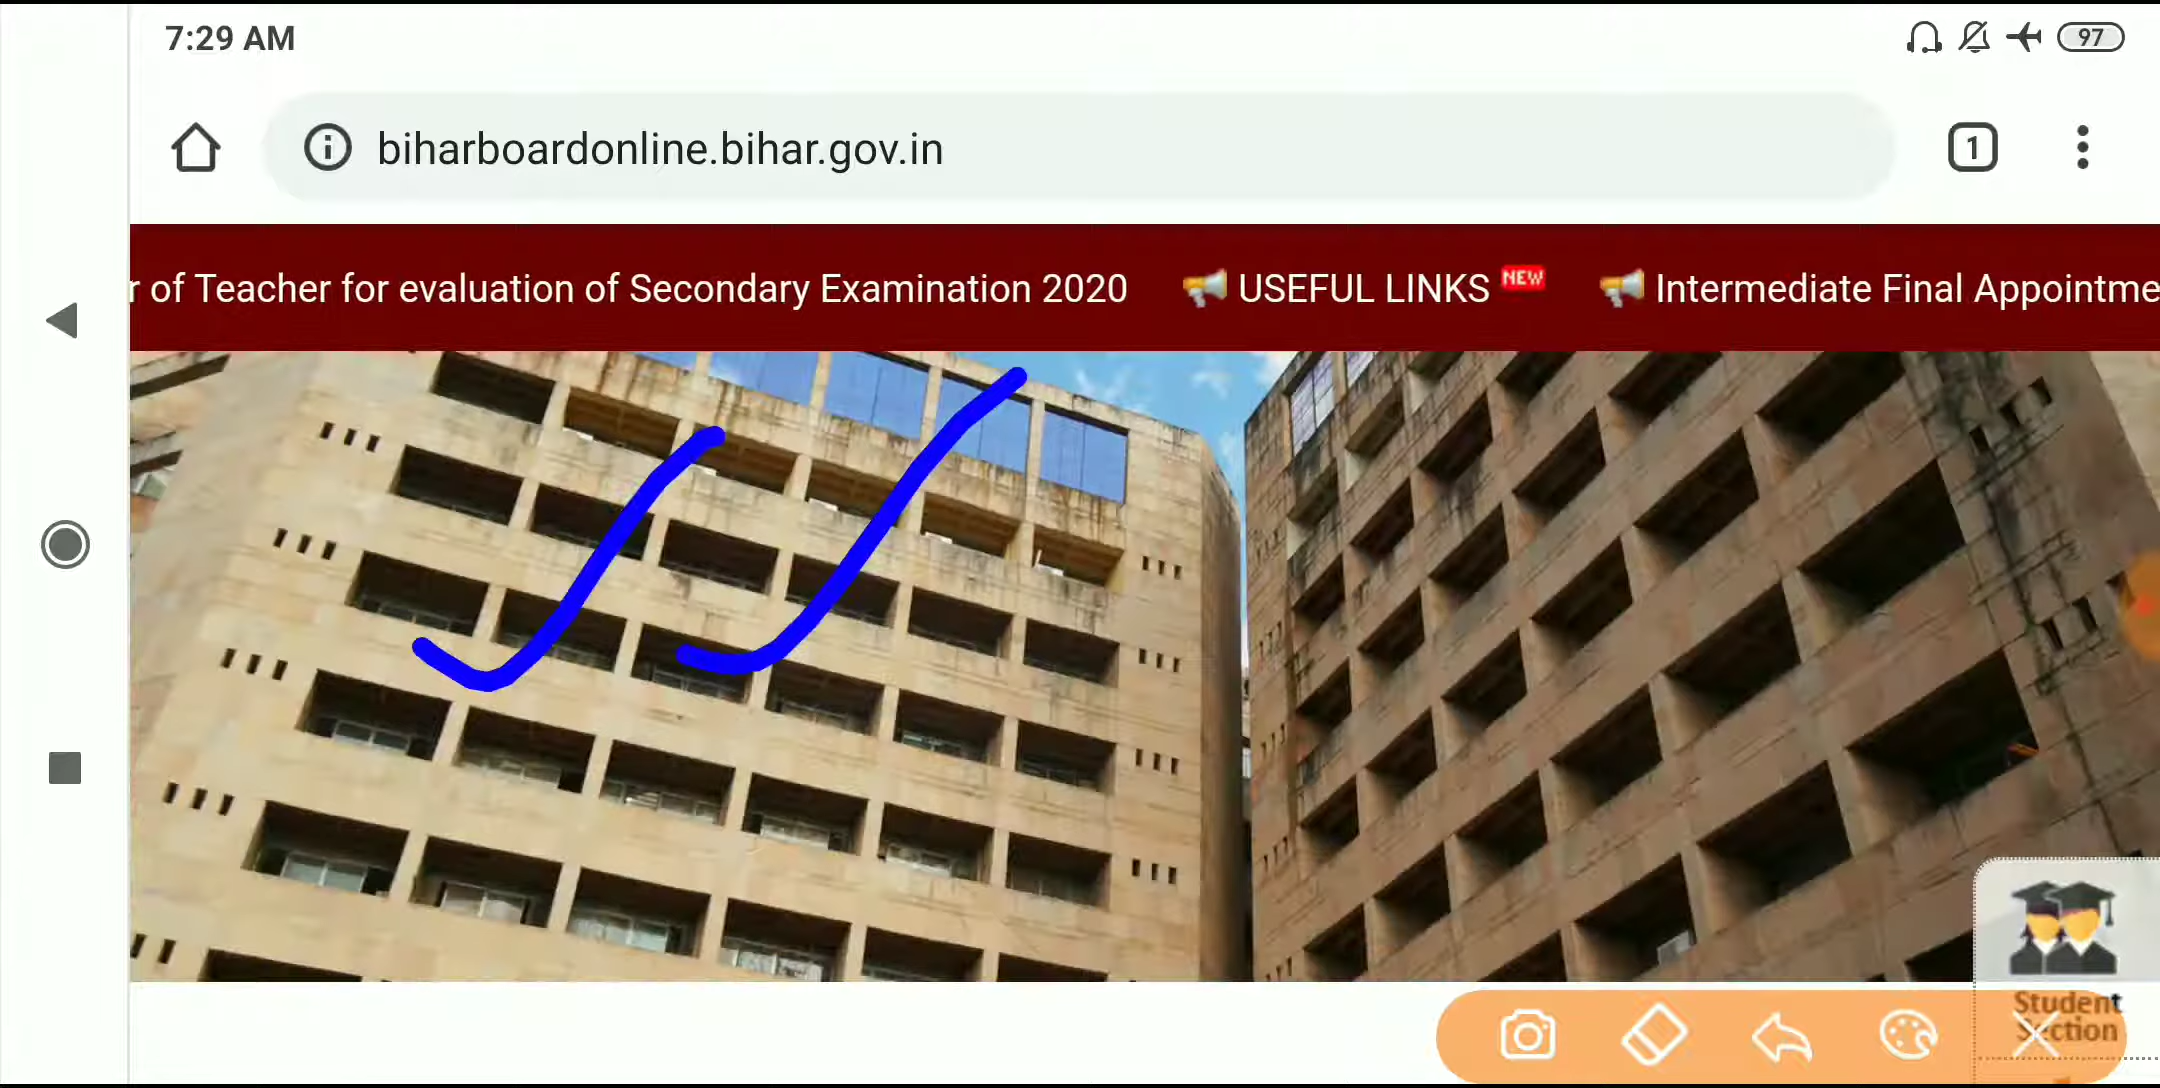 7:29 AM
97
biharboardonline.bihar.gov.in
1
r of Teacher for evaluation of Secondary Examination 2020 USEFUL LINKS NEW Intermediate Final Appointme
Student
Section